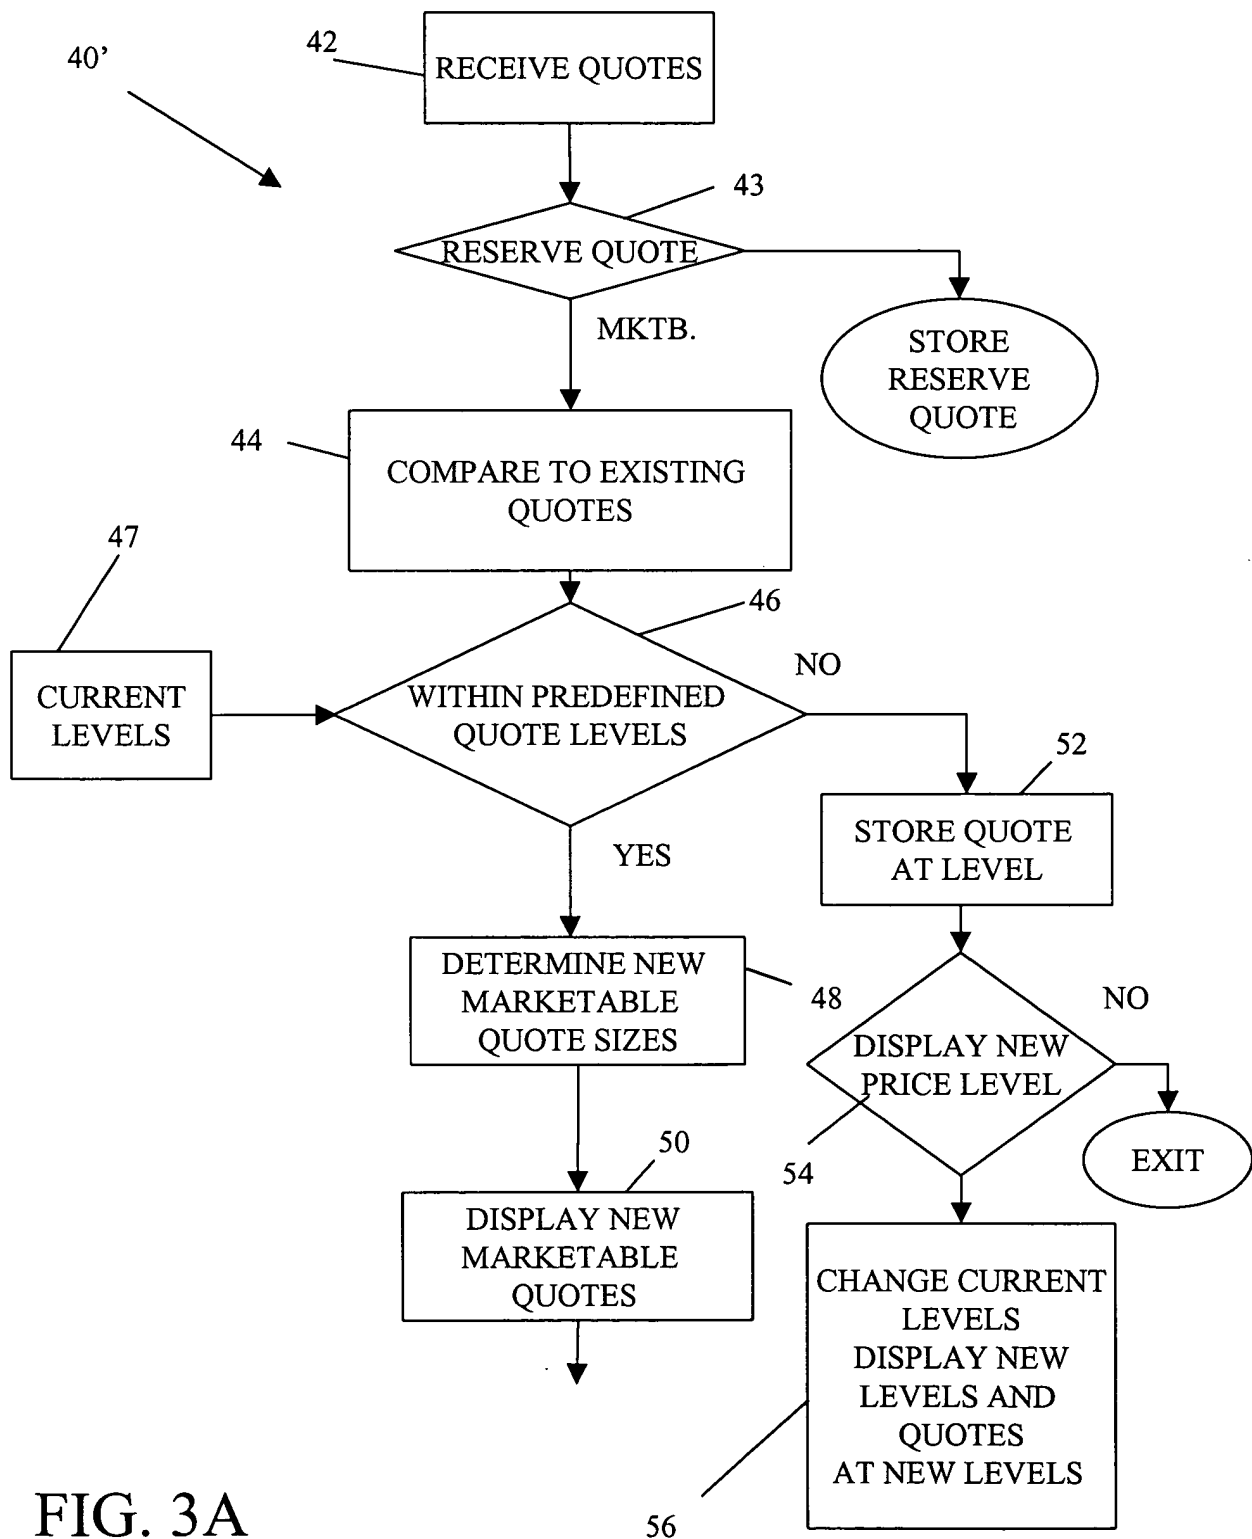 40’
42
RECEIVE QUOTES
43
RESERVE QUOTE
MKTB.
STORE
RESERVE
QUOTE
44
COMPARE TO EXISTING
QUOTES
47
46
NO
CURRENT
LEVELS
WITHIN PREDEFINED
QUOTE LEVELS
52
YES
STORE QUOTE
AT LEVEL
DETERMINE NEW
MARKETABLE
QUOTE SIZES
48
NO
DISPLAY NEW
PRICE LEVEL
50
54
EXIT
DISPLAY NEW
MARKETABLE
QUOTES
CHANGE CURRENT
LEVELS
DISPLAY NEW
LEVELS AND
QUOTES
AT NEW LEVELS
56
FIG. 3A